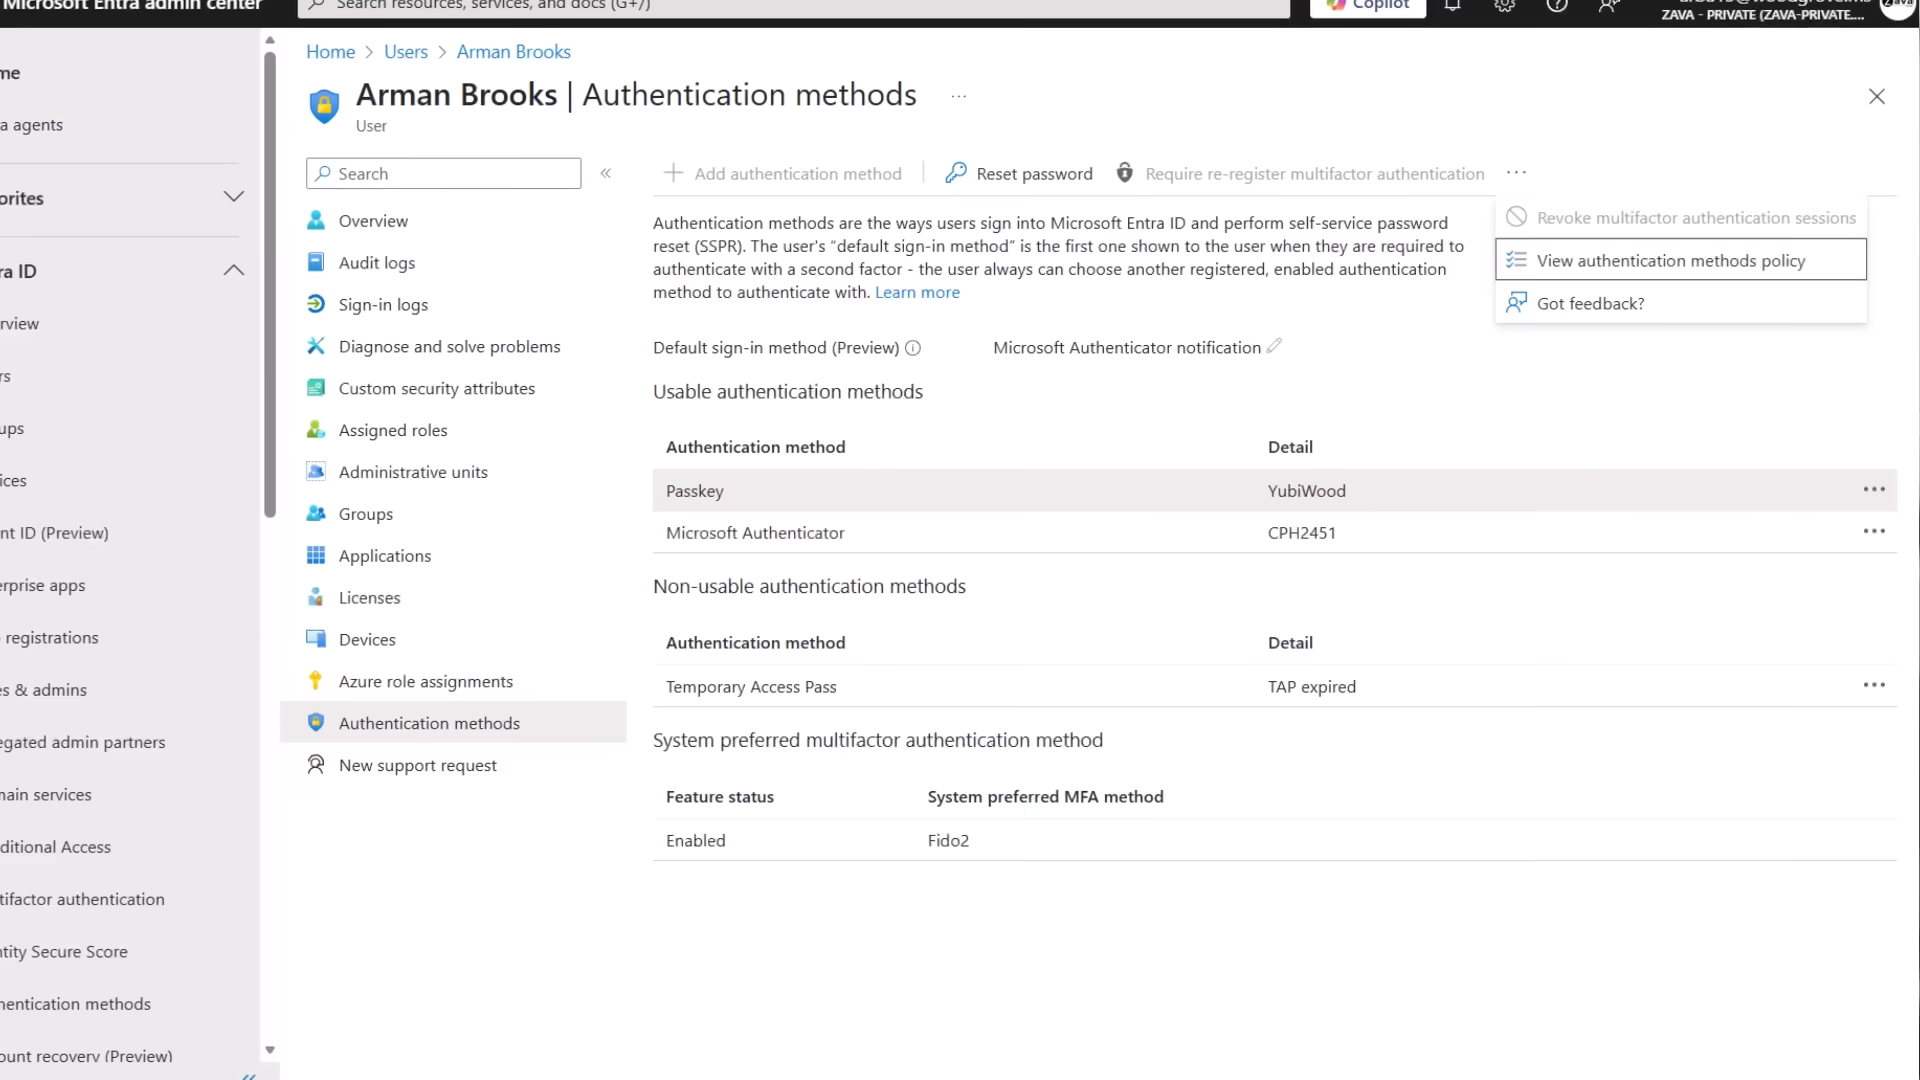 Microsoft Entra admin center
Search resources, services, and docs (G+/)
Copilot
ZAVA - PRIVATE (ZAVA-PRIVATE....
me
a agents
orites
ra ID
rview
rs
ups
ices
nt ID (Preview)
erprise apps
registrations
es & admins
egated admin partners
main services
ditional Access
tifactor authentication
ntity Secure Score
hentication methods
ount recovery (Preview)
Home > Users > Arman Brooks
Arman Brooks | Authentication methods ...
User
Search
Overview
Audit logs
Sign-in logs
Diagnose and solve problems
Custom security attributes
Assigned roles
Administrative units
Groups
Applications
Licenses
Devices
Azure role assignments
Authentication methods
New support request
Add authentication method
Reset password
Require re-register multifactor authentication
Revoke multifactor authentication sessions
View authentication methods policy
Got feedback?
Authentication methods are the ways users sign into Microsoft Entra ID and perform self-service password
reset (SSPR). The user's “default sign-in method” is the first one shown to the user when they are required to
authenticate with a second factor - the user always can choose another registered, enabled authentication
method to authenticate with. Learn more
Default sign-in method (Preview) Microsoft Authenticator notification
Usable authentication methods
Authentication method Detail
Passkey YubiWood
Microsoft Authenticator CPH2451
Non-usable authentication methods
Authentication method Detail
Temporary Access Pass TAP expired
System preferred multifactor authentication method
Feature status System preferred MFA method
Enabled Fido2